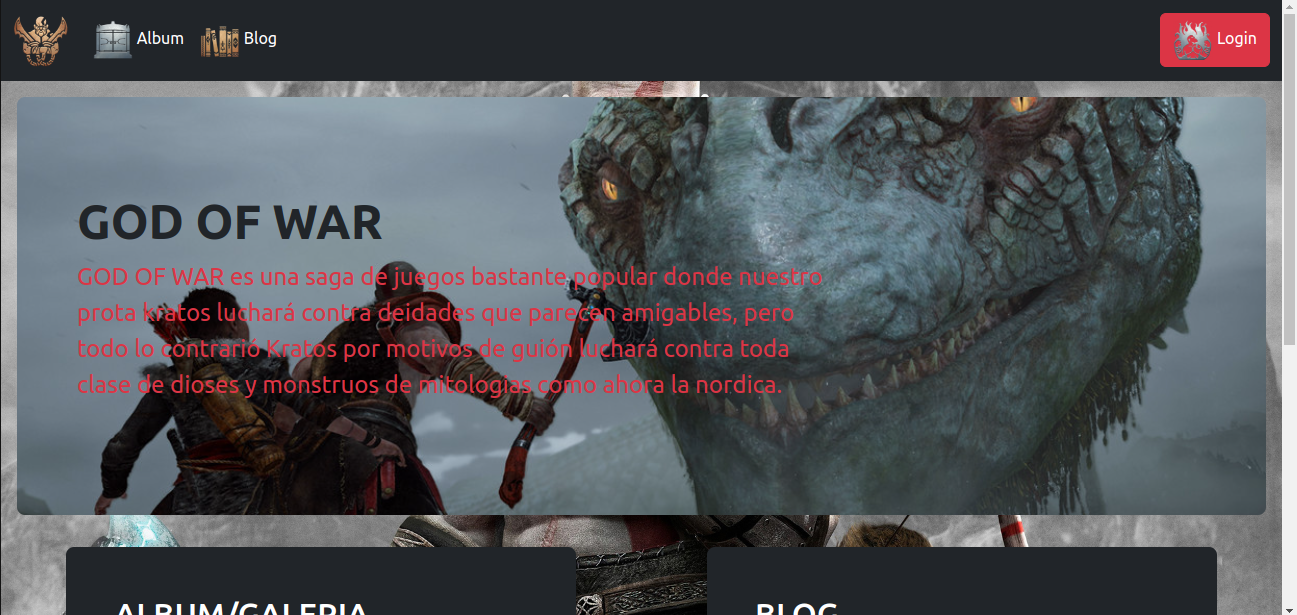 Album
Blog
Login
GOD OF WAR
GOD OF WAR es una saga de juegos bastante popular donde nuestro
prota kratos luchará contra deidades que parecen amigables, pero
todo lo contrarió Kratos por motivos de guión luchará contra toda
clase de dioses y monstruos de mitologias como ahora la nordica.
ALBUM/GALERIA
BLOG